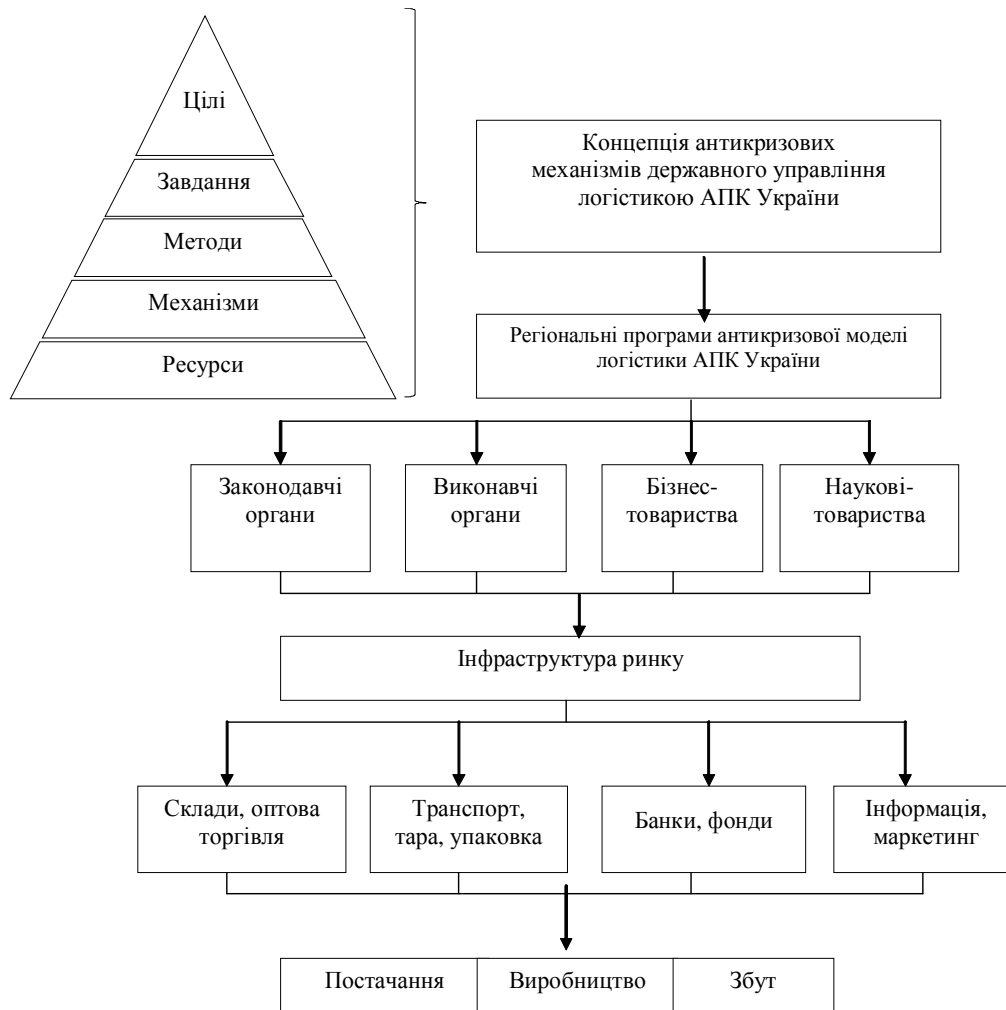 Цілі
Завдання
Методи
Механізми
Ресурси
Концепція антикризових
механізмів державного управління
логістикою АПК України
Регіональні програми антикризової моделі
логістики АПК України
Законодавчі
органи
Виконавчі
органи
Бізнес-
товариства
Наукові-
товариства
Інфраструктура ринку
Склади, оптова
торгівля
Транспорт,
тара, упаковка
Банки, фонди
Інформація,
маркетинг
Постачання
Виробництво
Збут